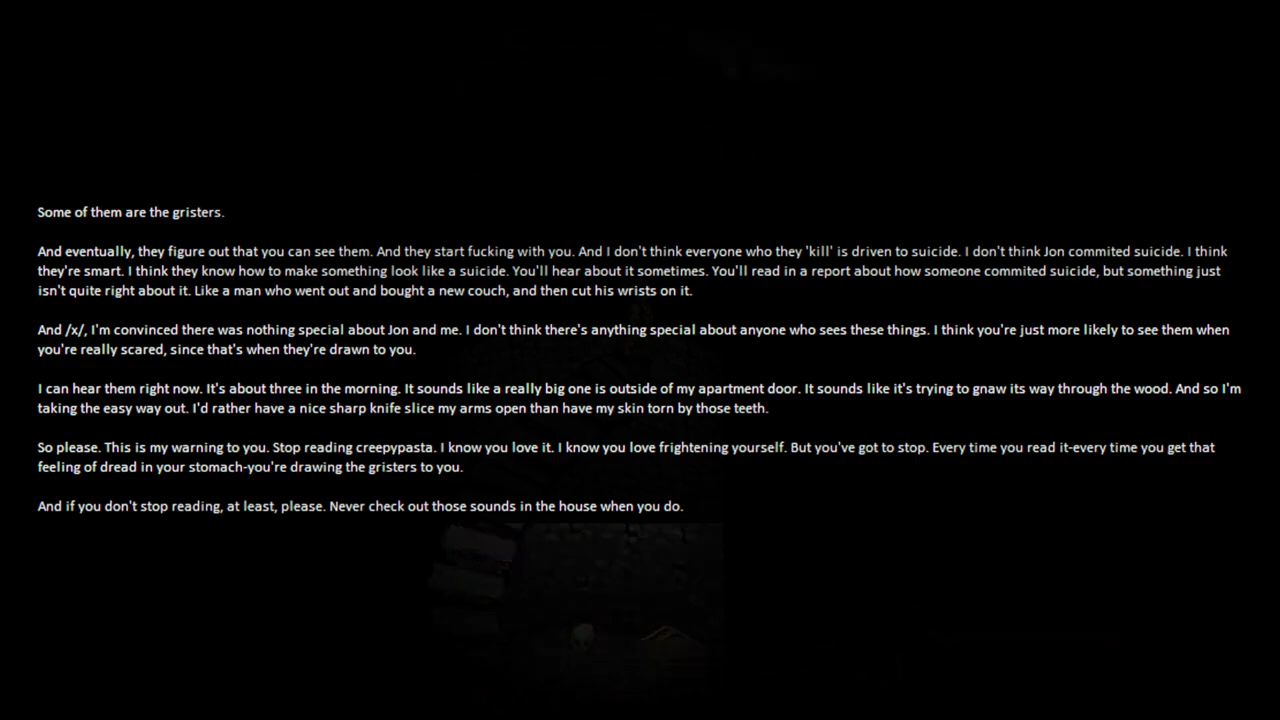 Some of them are the gristers.
And eventually, they figure out that you can see them. And they start fucking with you. And I don't think everyone who they 'kill' is driven to suicide. I don't think Jon commited suicide. I think
they're smart. I think they know how to make something look like a suicide. You'll hear about it sometimes. You'll read in a report about how someone commited suicide, but something just
isn't quite right about it. Like a man who went out and bought a new couch, and then cut his wrists on it.
And /x/, I'm convinced there was nothing special about Jon and me. I don't think there's anything special about anyone who sees these things. I think you're just more likely to see them when
you're really scared, since that's when they're drawn to you.
I can hear them right now. It's about three in the morning. It sounds like a really big one is outside of my apartment door. It sounds like it's trying to gnaw its way through the wood. And so I'm
taking the easy way out. I'd rather have a nice sharp knife slice my arms open than have my skin torn by those teeth.
So please. This is my warning to you. Stop reading creepypasta. I know you love it. I know you love frightening yourself. But you've got to stop. Every time you read it-every time you get that
feeling of dread in your stomach-you're drawing the gristers to you.
And if you don't stop reading, at least, please. Never check out those sounds in the house when you do.